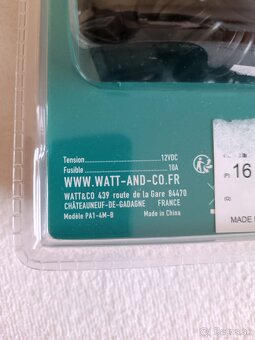 Tension 12VDC
Fusible 10A
WWW.WATT-AND-CO.FR
WATT&CO 439 route de la Gare 84470
CHÂTEAUNEUF-DE-GADAGNE FRANCE
Modèle PA1-4M-B Made in China
(P) 16
(Q)
MADE